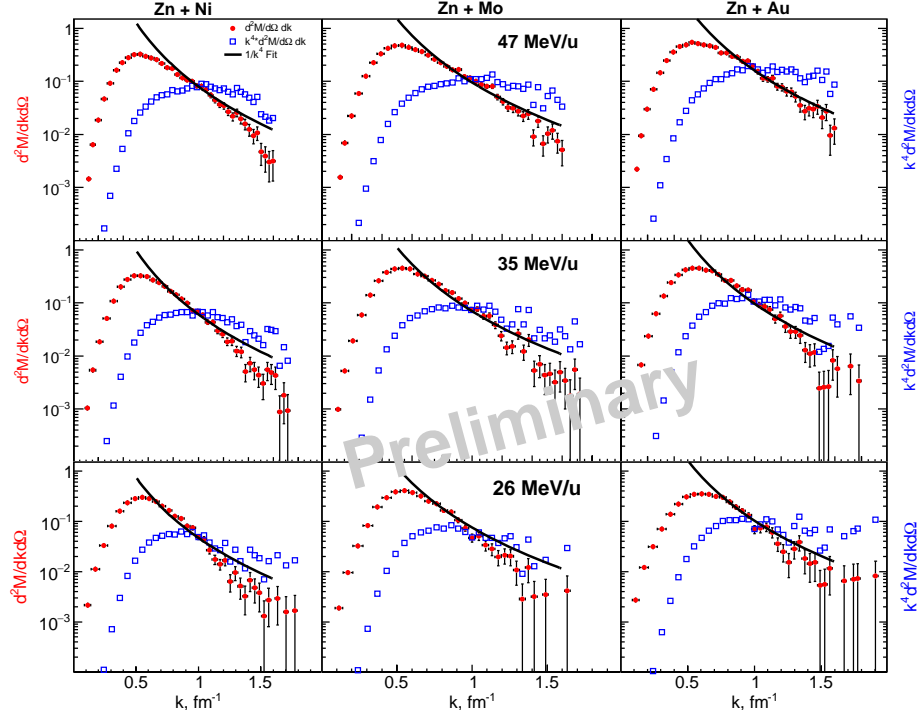 Zn + Ni
Zn + Mo
Zn + Au
d²M/dΩ dk
k⁴*d²M/dΩ dk
1/k⁴ Fit
47 MeV/u
1
10⁻¹
10⁻²
10⁻³
d²M/dkdΩ
k⁴d²M/dkdΩ
35 MeV/u
1
10⁻¹
10⁻²
10⁻³
d²M/dkdΩ
k⁴d²M/dkdΩ
Preliminary
26 MeV/u
1
10⁻¹
10⁻²
10⁻³
d²M/dkdΩ
k⁴d²M/dkdΩ
0.5 1 1.5
0.5 1 1.5
0.5 1 1.5
k, fm⁻¹
k, fm⁻¹
k, fm⁻¹